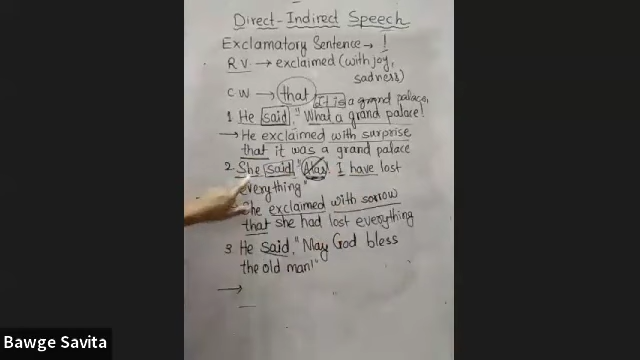 Direct-Indirect Speech
Exclamatory Sentence → !
R V → exclaimed (with joy,
sadness)
C W → that
It is a grand palace,
1 He said, "What a grand palace!
→ He exclaimed with surprise
that it was a grand palace
2. She said "Alas! I have lost
everything"
She exclaimed with sorrow
that she had lost everything
3 He said, "May God bless
the old man!"
→
Bawge Savita